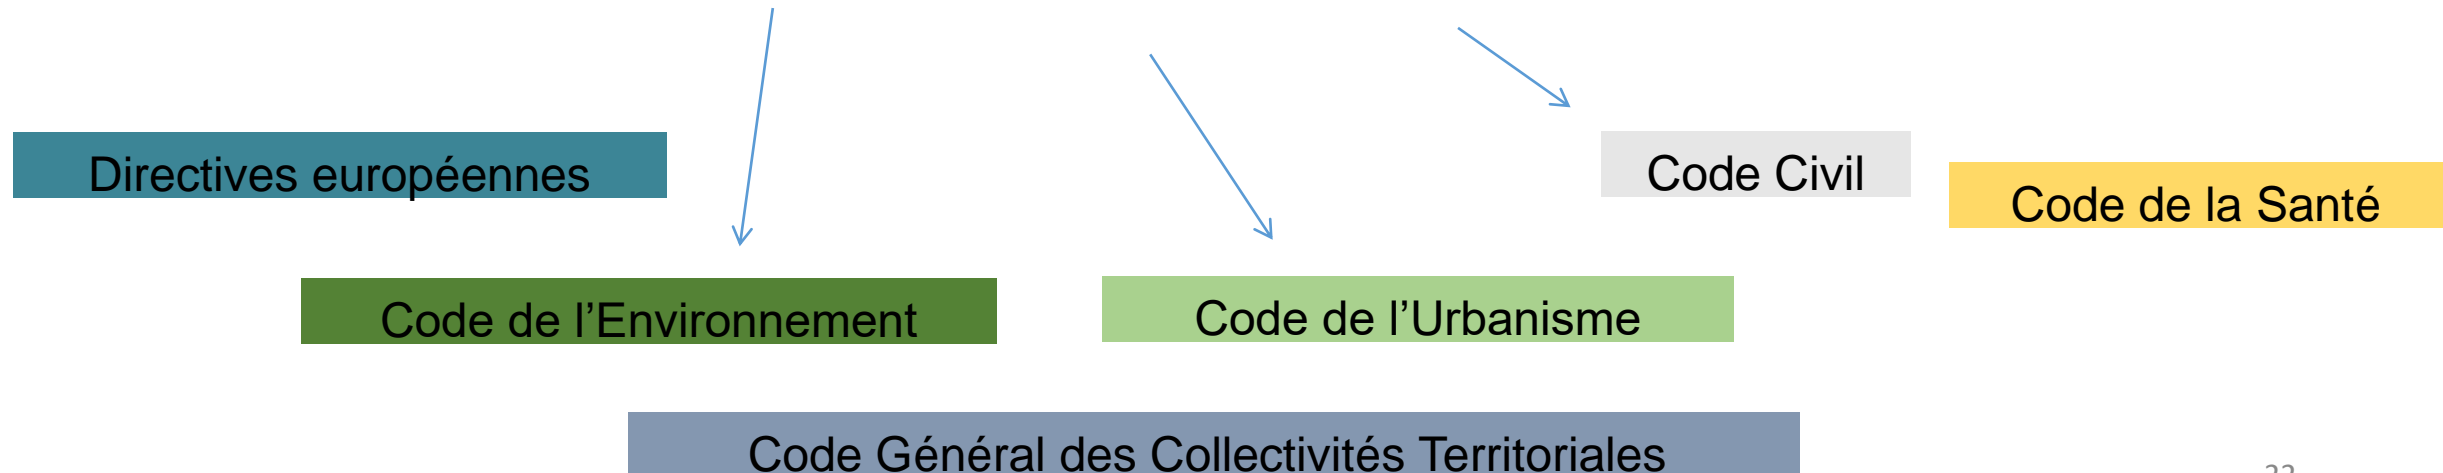 Directives européennes
Code Civil
Code de la Santé
Code de l’Environnement
Code de l’Urbanisme
Code Général des Collectivités Territoriales